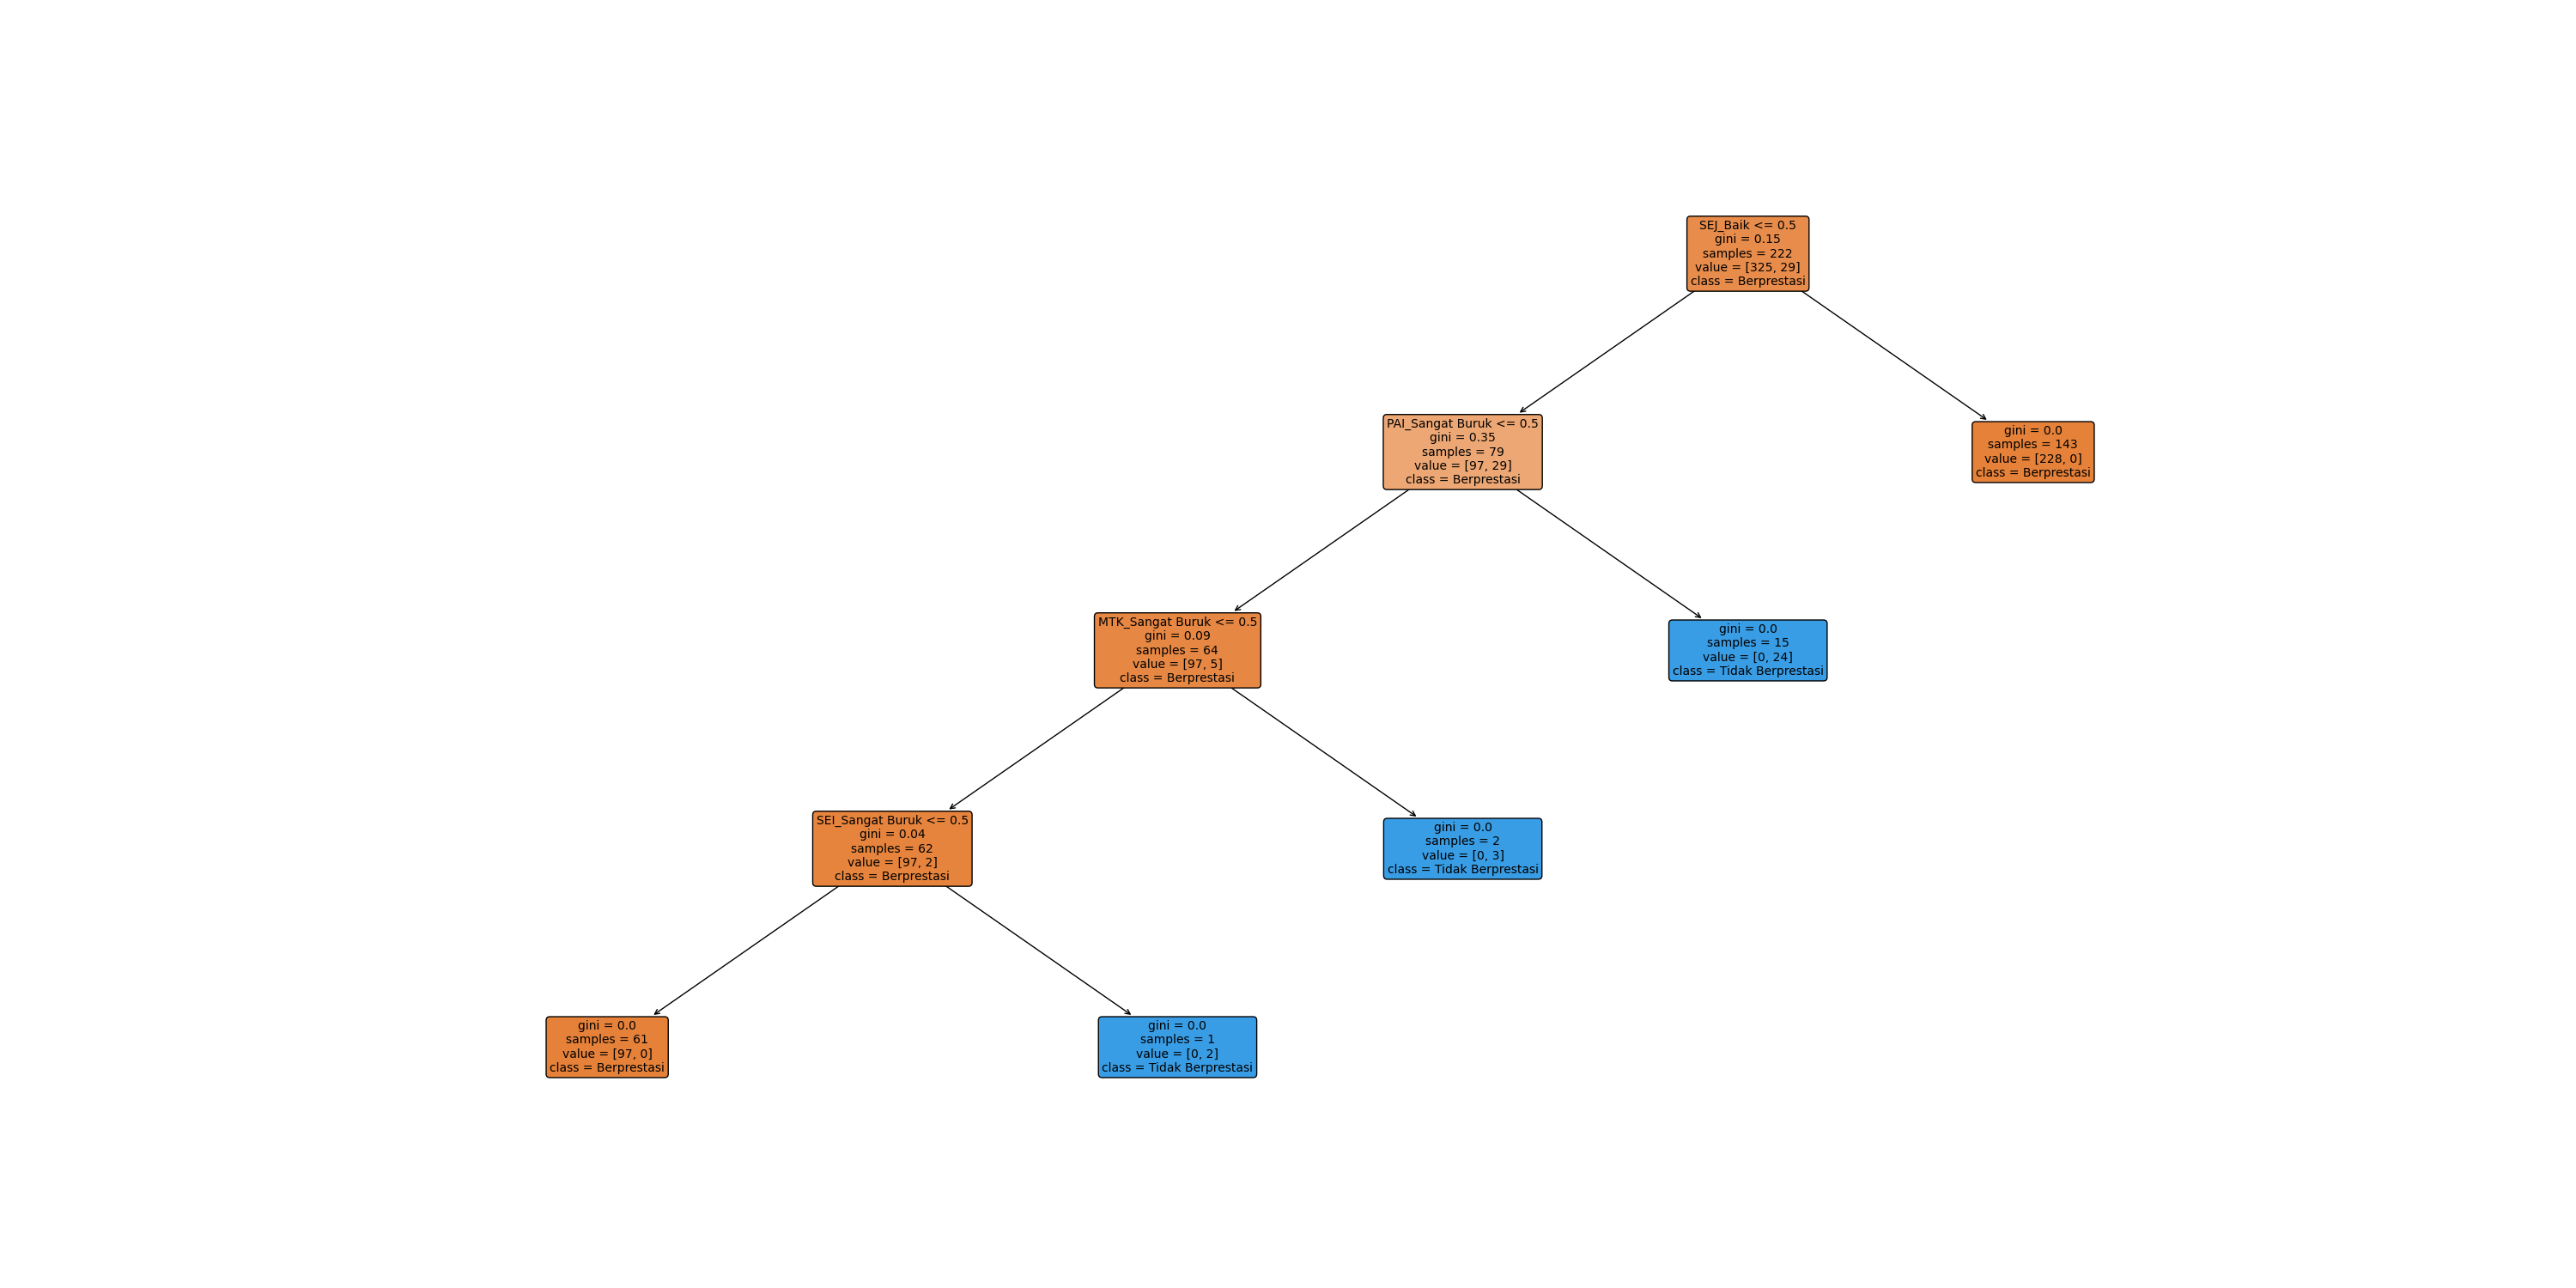 SEJ_Baik <= 0.5
gini = 0.15
samples = 222
value = [325, 29]
class = Berprestasi
PAI_Sangat Buruk <= 0.5
gini = 0.35
samples = 79
value = [97, 29]
class = Berprestasi
gini = 0.0
samples = 143
value = [228, 0]
class = Berprestasi
MTK_Sangat Buruk <= 0.5
gini = 0.09
samples = 64
value = [97, 5]
class = Berprestasi
gini = 0.0
samples = 15
value = [0, 24]
class = Tidak Berprestasi
SEI_Sangat Buruk <= 0.5
gini = 0.04
samples = 62
value = [97, 2]
class = Berprestasi
gini = 0.0
samples = 2
value = [0, 3]
class = Tidak Berprestasi
gini = 0.0
samples = 61
value = [97, 0]
class = Berprestasi
gini = 0.0
samples = 1
value = [0, 2]
class = Tidak Berprestasi